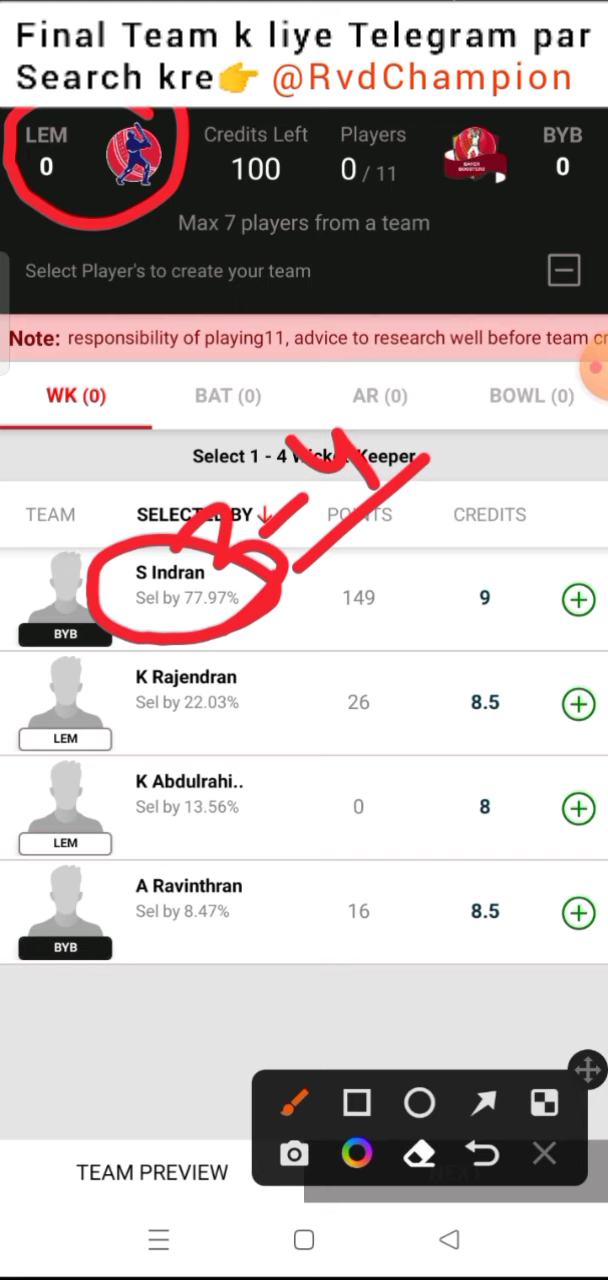 Final Team k liye Telegram par
Search kre👉 @RvdChampion
LEM Credits Left Players BYB
0 100 0 / 11 0
Max 7 players from a team
Select Player's to create your team
Note: responsibility of playing11, advice to research well before team cr
WK (0) BAT (0) AR (0) BOWL (0)
Select 1 - 4 Wicket Keeper
TEAM SELECTED BY ↓ POINTS CREDITS
S Indran
Sel by 77.97% 149 9
BYB
K Rajendran
Sel by 22.03% 26 8.5
LEM
K Abdulrahi..
Sel by 13.56% 0 8
LEM
A Ravinthran
Sel by 8.47% 16 8.5
BYB
TEAM PREVIEW